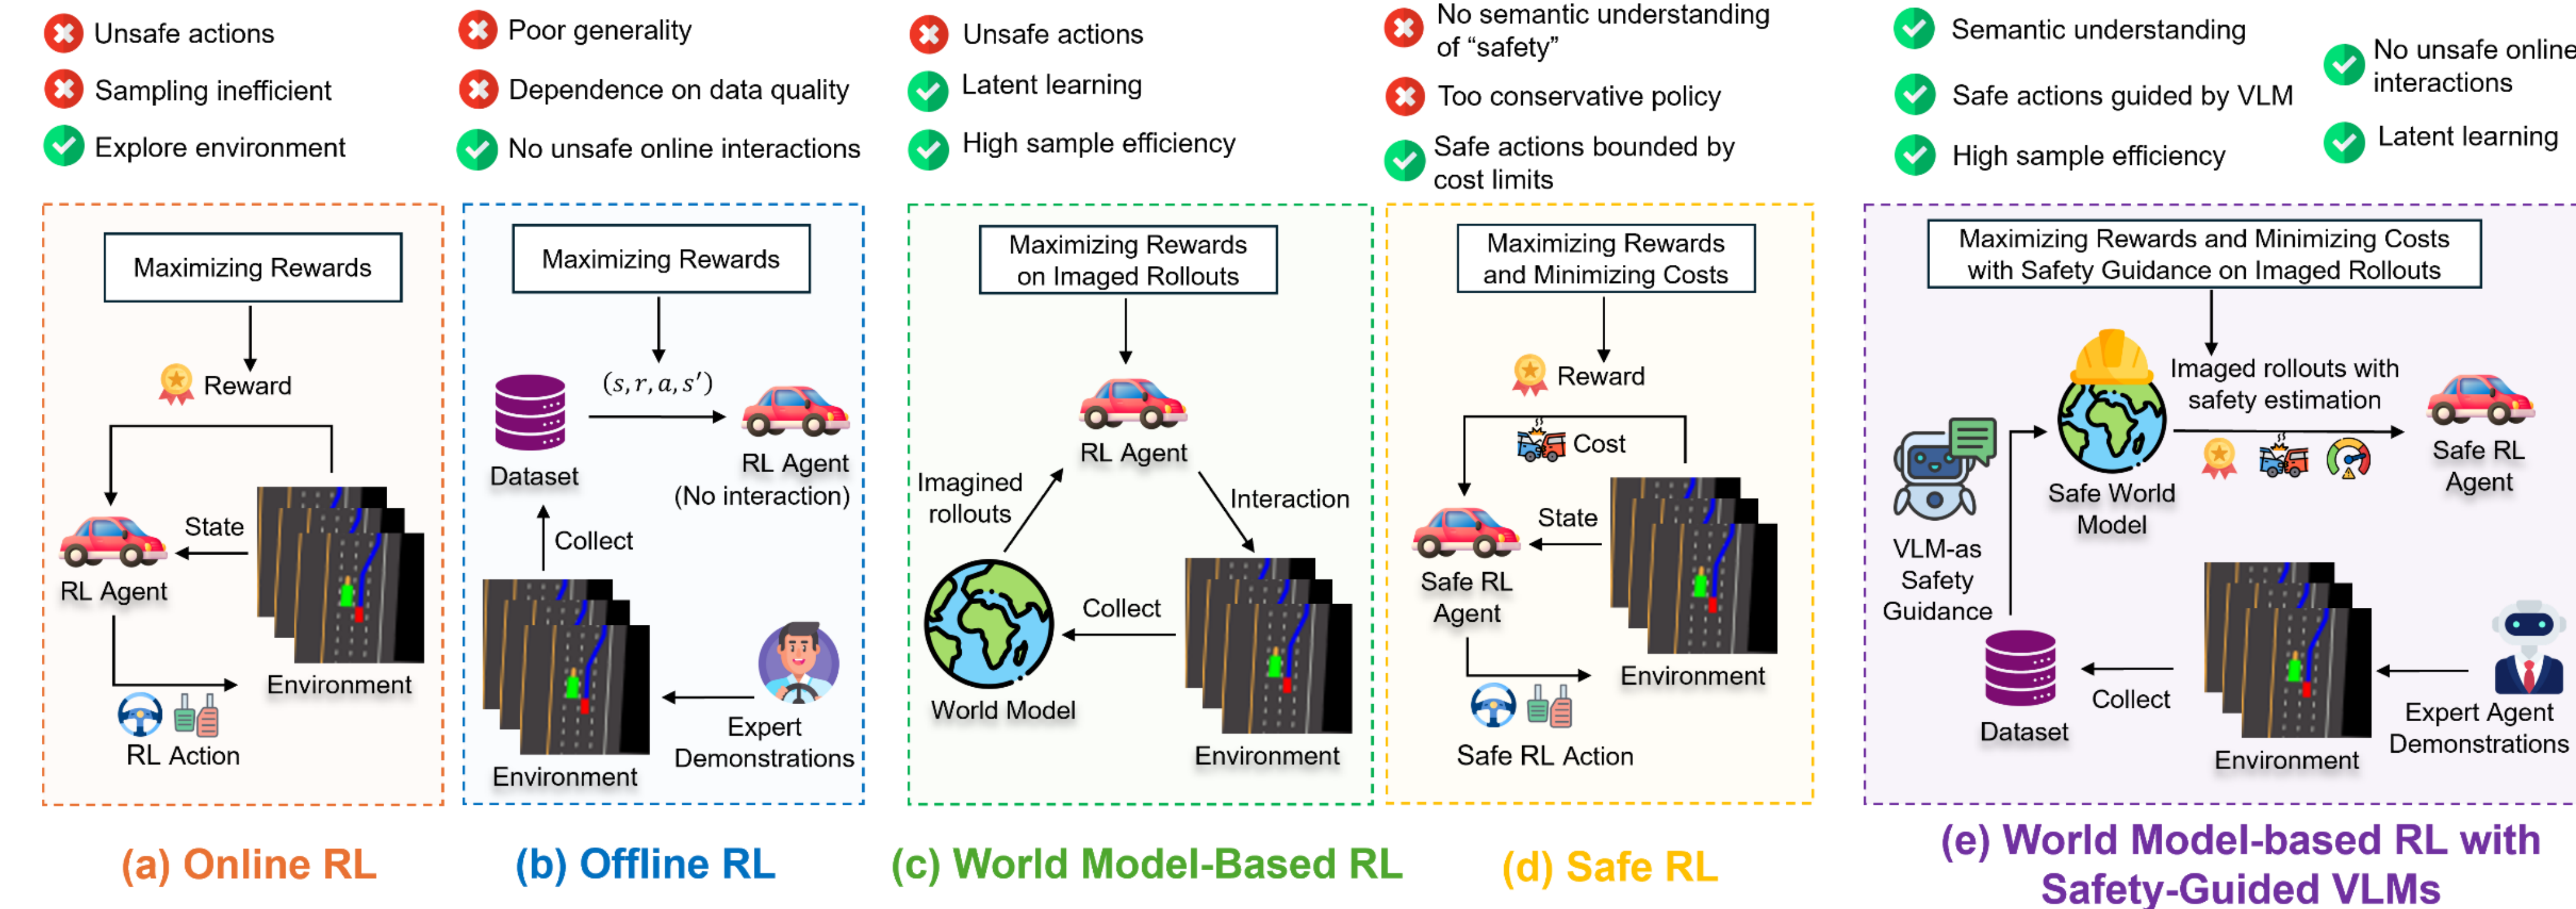 Unsafe actions
Sampling inefficient
Explore environment
Poor generality
Dependence on data quality
No unsafe online interactions
Unsafe actions
Latent learning
High sample efficiency
No semantic understanding
of “safety”
Too conservative policy
Safe actions bounded by
cost limits
Semantic understanding
Safe actions guided by VLM
High sample efficiency
No unsafe online
interactions
Latent learning
Maximizing Rewards
Reward
State
RL Agent
Environment
RL Action
(a) Online RL
Maximizing Rewards
(s, r, a, s′)
Dataset
RL Agent
(No interaction)
Collect
Expert
Demonstrations
Environment
(b) Offline RL
Maximizing Rewards
on Imaged Rollouts
RL Agent
Imagined
rollouts
Interaction
Collect
World Model
Environment
(c) World Model-Based RL
Maximizing Rewards
and Minimizing Costs
Reward
Cost
State
Safe RL
Agent
Environment
Safe RL Action
(d) Safe RL
Maximizing Rewards and Minimizing Costs
with Safety Guidance on Imaged Rollouts
Imaged rollouts with
safety estimation
Safe RL
Agent
Safe World
Model
VLM-as
Safety
Guidance
Collect
Dataset
Environment
Expert Agent
Demonstrations
(e) World Model-based RL with
Safety-Guided VLMs